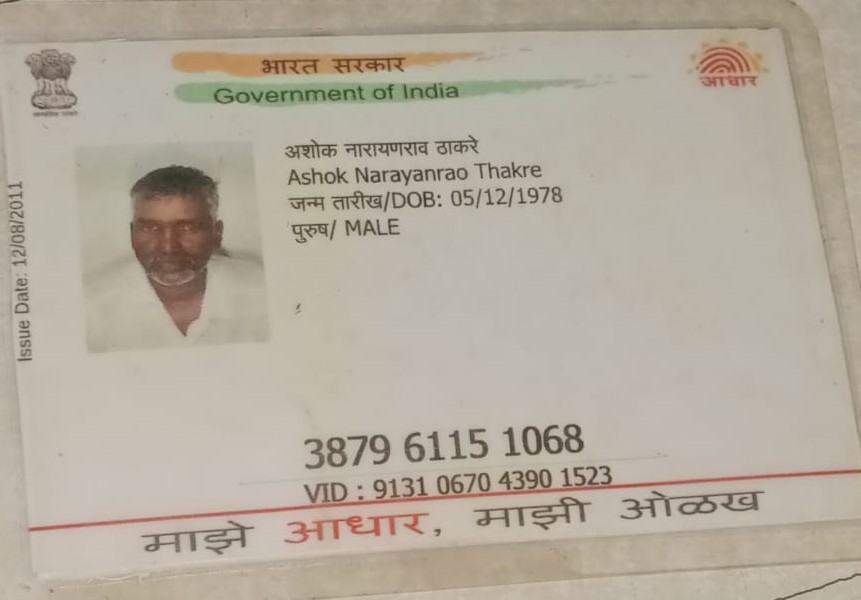 भारत सरकार
Government of India
आधार
Issue Date: 12/08/2011
अशोक नारायणराव ठाकरे
Ashok Narayanrao Thakre
जन्म तारीख/DOB: 05/12/1978
पुरुष/ MALE
3879 6115 1068
VID : 9131 0670 4390 1523
माझे आधार, माझी ओळख